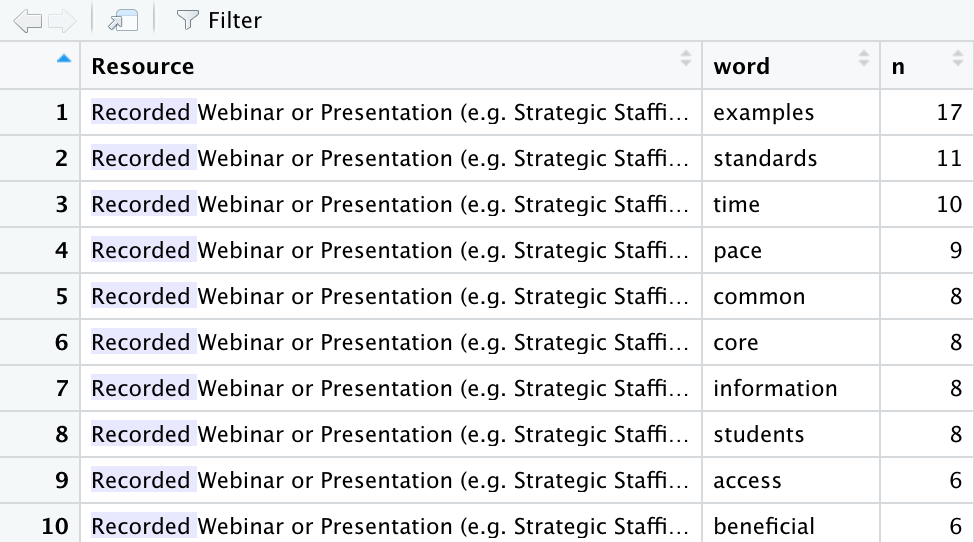 Filter
Resource word n
1 Recorded Webinar or Presentation (e.g. Strategic Staffi... examples 17
2 Recorded Webinar or Presentation (e.g. Strategic Staffi... standards 11
3 Recorded Webinar or Presentation (e.g. Strategic Staffi... time 10
4 Recorded Webinar or Presentation (e.g. Strategic Staffi... pace 9
5 Recorded Webinar or Presentation (e.g. Strategic Staffi... common 8
6 Recorded Webinar or Presentation (e.g. Strategic Staffi... core 8
7 Recorded Webinar or Presentation (e.g. Strategic Staffi... information 8
8 Recorded Webinar or Presentation (e.g. Strategic Staffi... students 8
9 Recorded Webinar or Presentation (e.g. Strategic Staffi... access 6
10 Recorded Webinar or Presentation (e.g. Strategic Staffi... beneficial 6